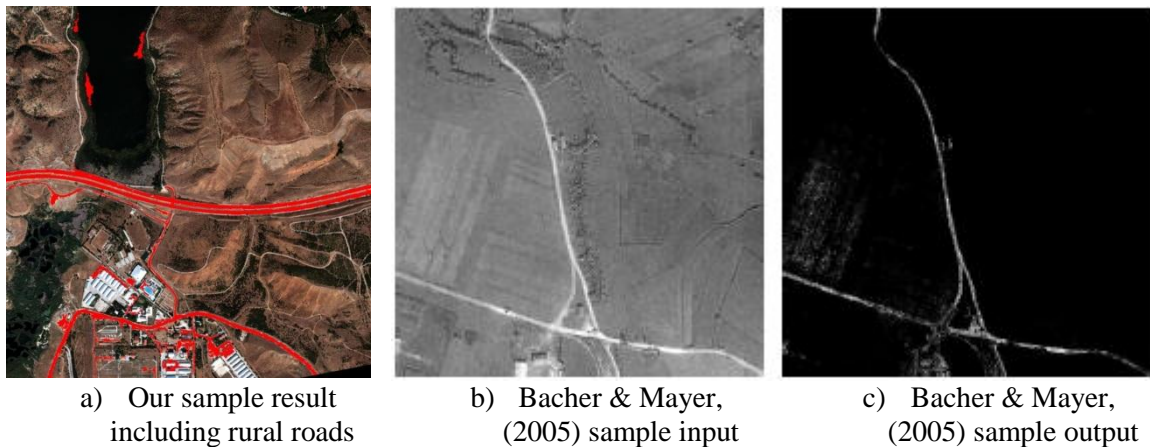 a) Our sample result
including rural roads
b) Bacher & Mayer,
(2005) sample input
c) Bacher & Mayer,
(2005) sample output